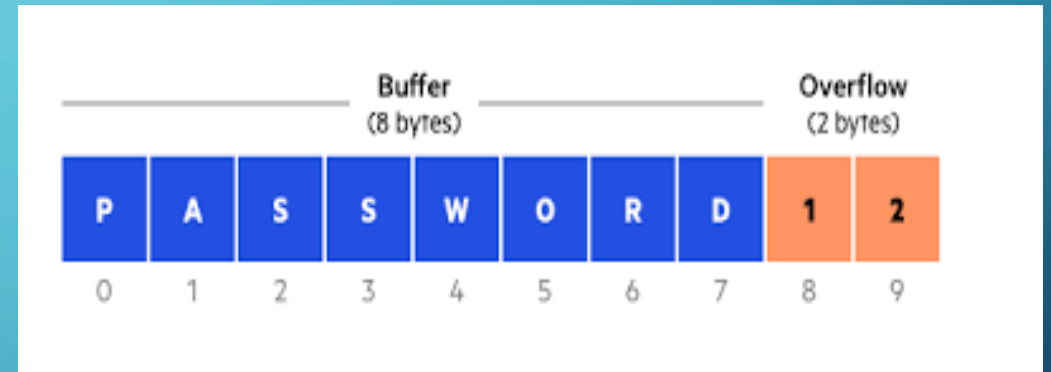 Buffer Overflow
(8 bytes) (2 bytes)
P A S S W O R D 1 2
0 1 2 3 4 5 6 7 8 9